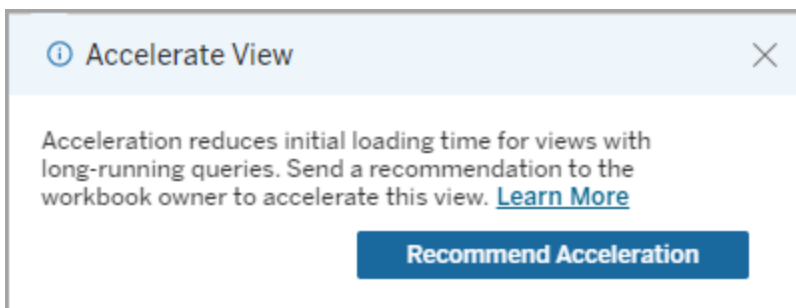 Accelerate View
Acceleration reduces initial loading time for views with
long-running queries. Send a recommendation to the
workbook owner to accelerate this view. Learn More
Recommend Acceleration